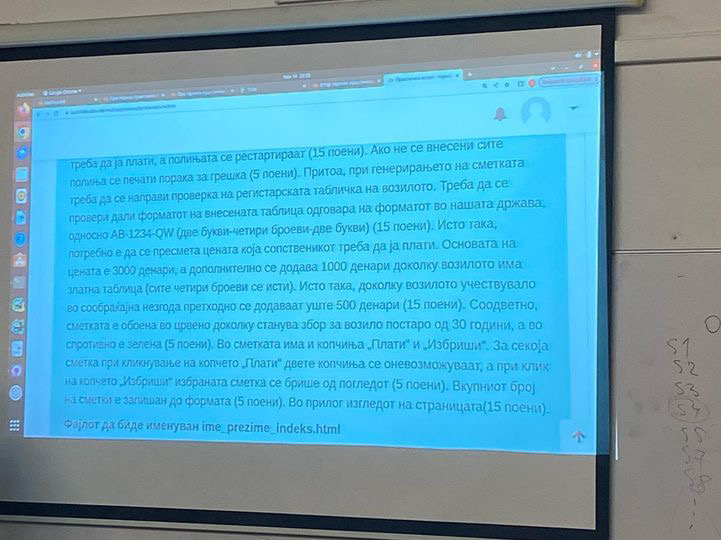 Google Chrome
Nov 14 20:20
треба да ја плати, а полињата се рестартираат (15 поени). Ако не се внесени сите
полиња се печати порака за грешка (5 поени). Притоа, при генерирањето на сметката
треба да се направи проверка на регистарската табличка на возилото. Треба да се
провери дали форматот на внесената таблица одговара на форматот во нашата држава,
односно AB-1234-QW (две букви-четири броеви-две букви) (15 поени). Исто така,
потребно е да се пресмета цената која сопственикот треба да ја плати. Основата на
цената е 3000 денари, а дополнително се додава 1000 денари доколку возилото има
златна таблица (сите четири броеви се исти). Исто така, доколку возилото учествувало
во сообраќајна незгода претходно се додаваат уште 500 денари (15 поени). Соодветно,
сметката е обоена во црвено доколку станува збор за возило постаро од 30 години, а во
спротивно е зелена (5 поени). Во сметката има и копчиња „Плати“ и „Избриши“. За секоја
сметка при кликнување на копчето „Плати“ двете копчиња се оневозможуваат, а при клик
на копчето „Избриши“ избраната сметка се брише од погледот (5 поени). Вкупниот број
на сметки е запишан до формата (5 поени). Во прилог изгледот на страницата(15 поени).
Фајлот да биде именуван ime_prezime_indeks.html
S1
S2
S3
S4